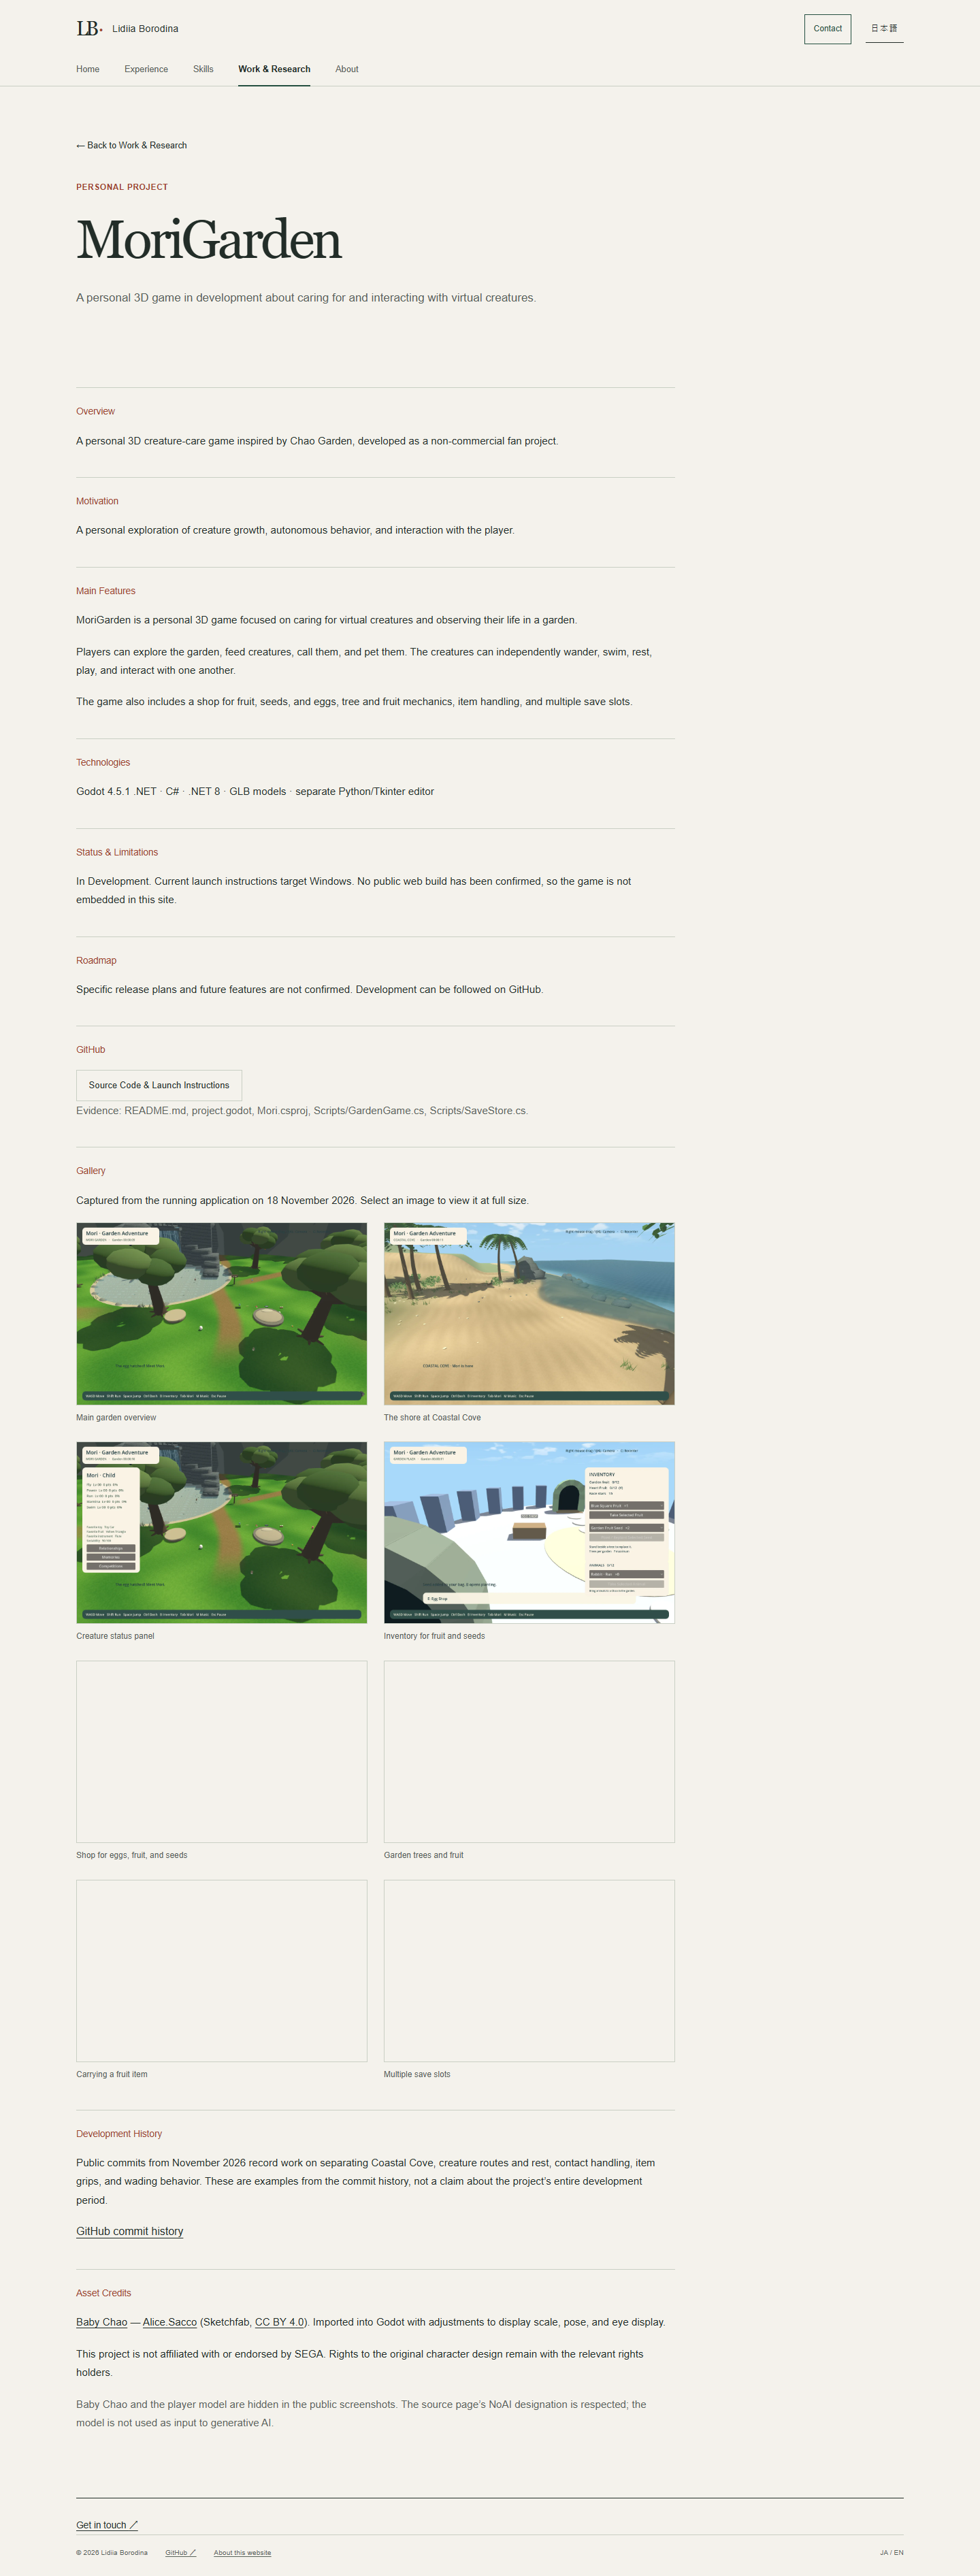 LB· Lidiia Borodina
Contact
日本語
Home
Experience
Skills
Work & Research
About
← Back to Work & Research
PERSONAL PROJECT
MoriGarden
A personal 3D game in development about caring for and interacting with virtual creatures.
Overview
A personal 3D creature-care game inspired by Chao Garden, developed as a non-commercial fan project.
Motivation
A personal exploration of creature growth, autonomous behavior, and interaction with the player.
Main Features
MoriGarden is a personal 3D game focused on caring for virtual creatures and observing their life in a garden.
Players can explore the garden, feed creatures, call them, and pet them. The creatures can independently wander, swim, rest,
play, and interact with one another.
The game also includes a shop for fruit, seeds, and eggs, tree and fruit mechanics, item handling, and multiple save slots.
Technologies
Godot 4.5.1 .NET · C# · .NET 8 · GLB models · separate Python/Tkinter editor
Status & Limitations
In Development. Current launch instructions target Windows. No public web build has been confirmed, so the game is not
embedded in this site.
Roadmap
Specific release plans and future features are not confirmed. Development can be followed on GitHub.
GitHub
Source Code & Launch Instructions
Evidence: README.md, project.godot, Mori.csproj, Scripts/GardenGame.cs, Scripts/SaveStore.cs.
Gallery
Captured from the running application on 18 November 2026. Select an image to view it at full size.
Mori · Garden Adventure
Mori · Garden Adventure
COASTAL COVE
Main garden overview
The shore at Coastal Cove
Mori · Garden Adventure
Mori · Child
Mori · Garden Adventure
INVENTORY
E Egg Shop
Creature status panel
Inventory for fruit and seeds
Shop for eggs, fruit, and seeds
Garden trees and fruit
Carrying a fruit item
Multiple save slots
Development History
Public commits from November 2026 record work on separating Coastal Cove, creature routes and rest, contact handling, item
grips, and wading behavior. These are examples from the commit history, not a claim about the project's entire development
period.
GitHub commit history
Asset Credits
Baby Chao — Alice.Sacco (Sketchfab, CC BY 4.0). Imported into Godot with adjustments to display scale, pose, and eye display.
This project is not affiliated with or endorsed by SEGA. Rights to the original character design remain with the relevant rights
holders.
Baby Chao and the player model are hidden in the public screenshots. The source page's NoAI designation is respected; the
model is not used as input to generative AI.
Get in touch ↗
© 2026 Lidiia Borodina
GitHub ↗
About this website
JA / EN